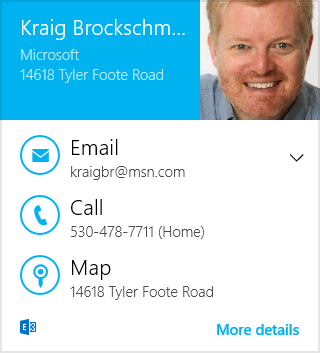 Kraig Brockschm...
Microsoft
14618 Tyler Foote Road
Email
kraigbr@msn.com
Call
530-478-7711 (Home)
Map
14618 Tyler Foote Road
More details